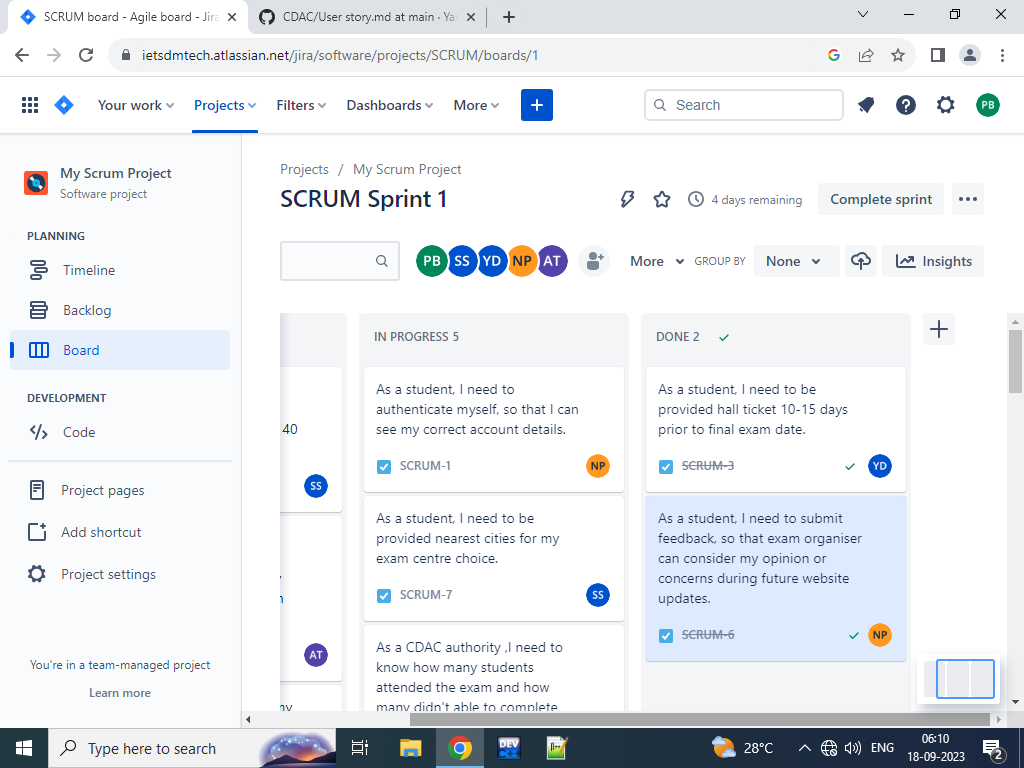 SCRUM board - Agile board - Jira
CDAC/User story.md at main · Yas
ietsdmtech.atlassian.net/jira/software/projects/SCRUM/boards/1
Your work
Projects
Filters
Dashboards
More
Search
PB
My Scrum Project
Software project
PLANNING
Timeline
Backlog
Board
DEVELOPMENT
Code
Project pages
Add shortcut
Project settings
You're in a team-managed project
Learn more
Projects / My Scrum Project
SCRUM Sprint 1
4 days remaining
Complete sprint
PB SS YD NP AT
More
GROUP BY
None
Insights
40
SS
AT
IN PROGRESS 5
As a student, I need to
authenticate myself, so that I can
see my correct account details.
SCRUM-1
NP
As a student, I need to be
provided nearest cities for my
exam centre choice.
SCRUM-7
SS
As a CDAC authority ,I need to
know how many students
attended the exam and how
many didn't able to complete
DONE 2
As a student, I need to be
provided hall ticket 10-15 days
prior to final exam date.
SCRUM-3
YD
As a student, I need to submit
feedback, so that exam organiser
can consider my opinion or
concerns during future website
updates.
SCRUM-6
NP
Type here to search
DEV
28°C
ENG
06:10
18-09-2023
2